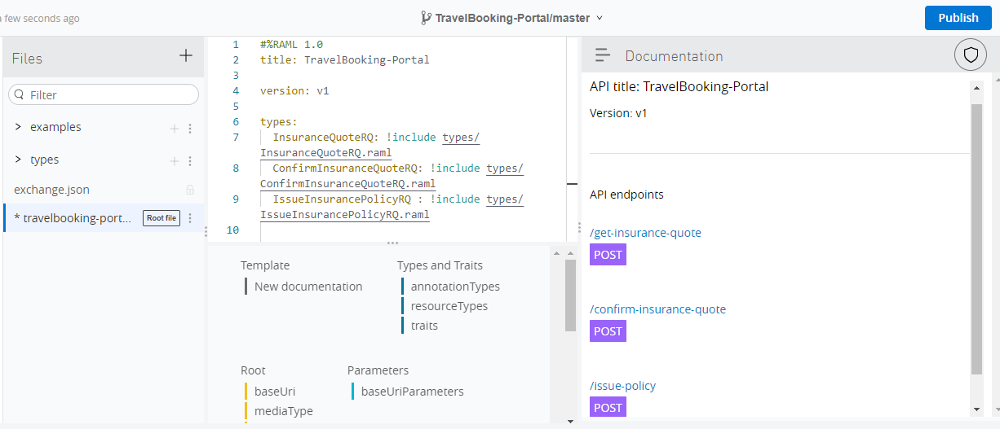 a few seconds ago
TravelBooking-Portal/master
Publish
Files
Filter
examples
types
exchange.json
* travelbooking-port... Root file
1 #%RAML 1.0
2 title: TravelBooking-Portal
3
4 version: v1
5
6 types:
7 InsuranceQuoteRQ: !include types/
InsuranceQuoteRQ.raml
8 ConfirmInsuranceQuoteRQ: !include types/
ConfirmInsuranceQuoteRQ.raml
9 IssueInsurancePolicyRQ : !include types/
IssueInsurancePolicyRQ.raml
10
Template
New documentation
Types and Traits
annotationTypes
resourceTypes
traits
Root
baseUri
mediaType
Parameters
baseUriParameters
Documentation
API title: TravelBooking-Portal
Version: v1
API endpoints
/get-insurance-quote
POST
/confirm-insurance-quote
POST
/issue-policy
POST